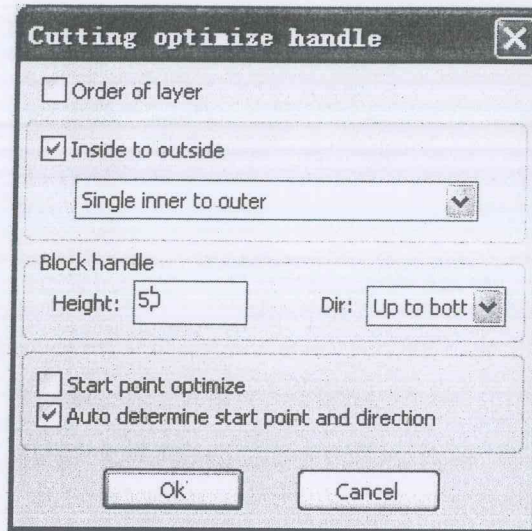 Cutting optimize handle
Order of layer
Inside to outside
Single inner to outer
Block handle
Height:
Dir: Up to bott
Start point optimize
Auto determine start point and direction
Ok Cancel